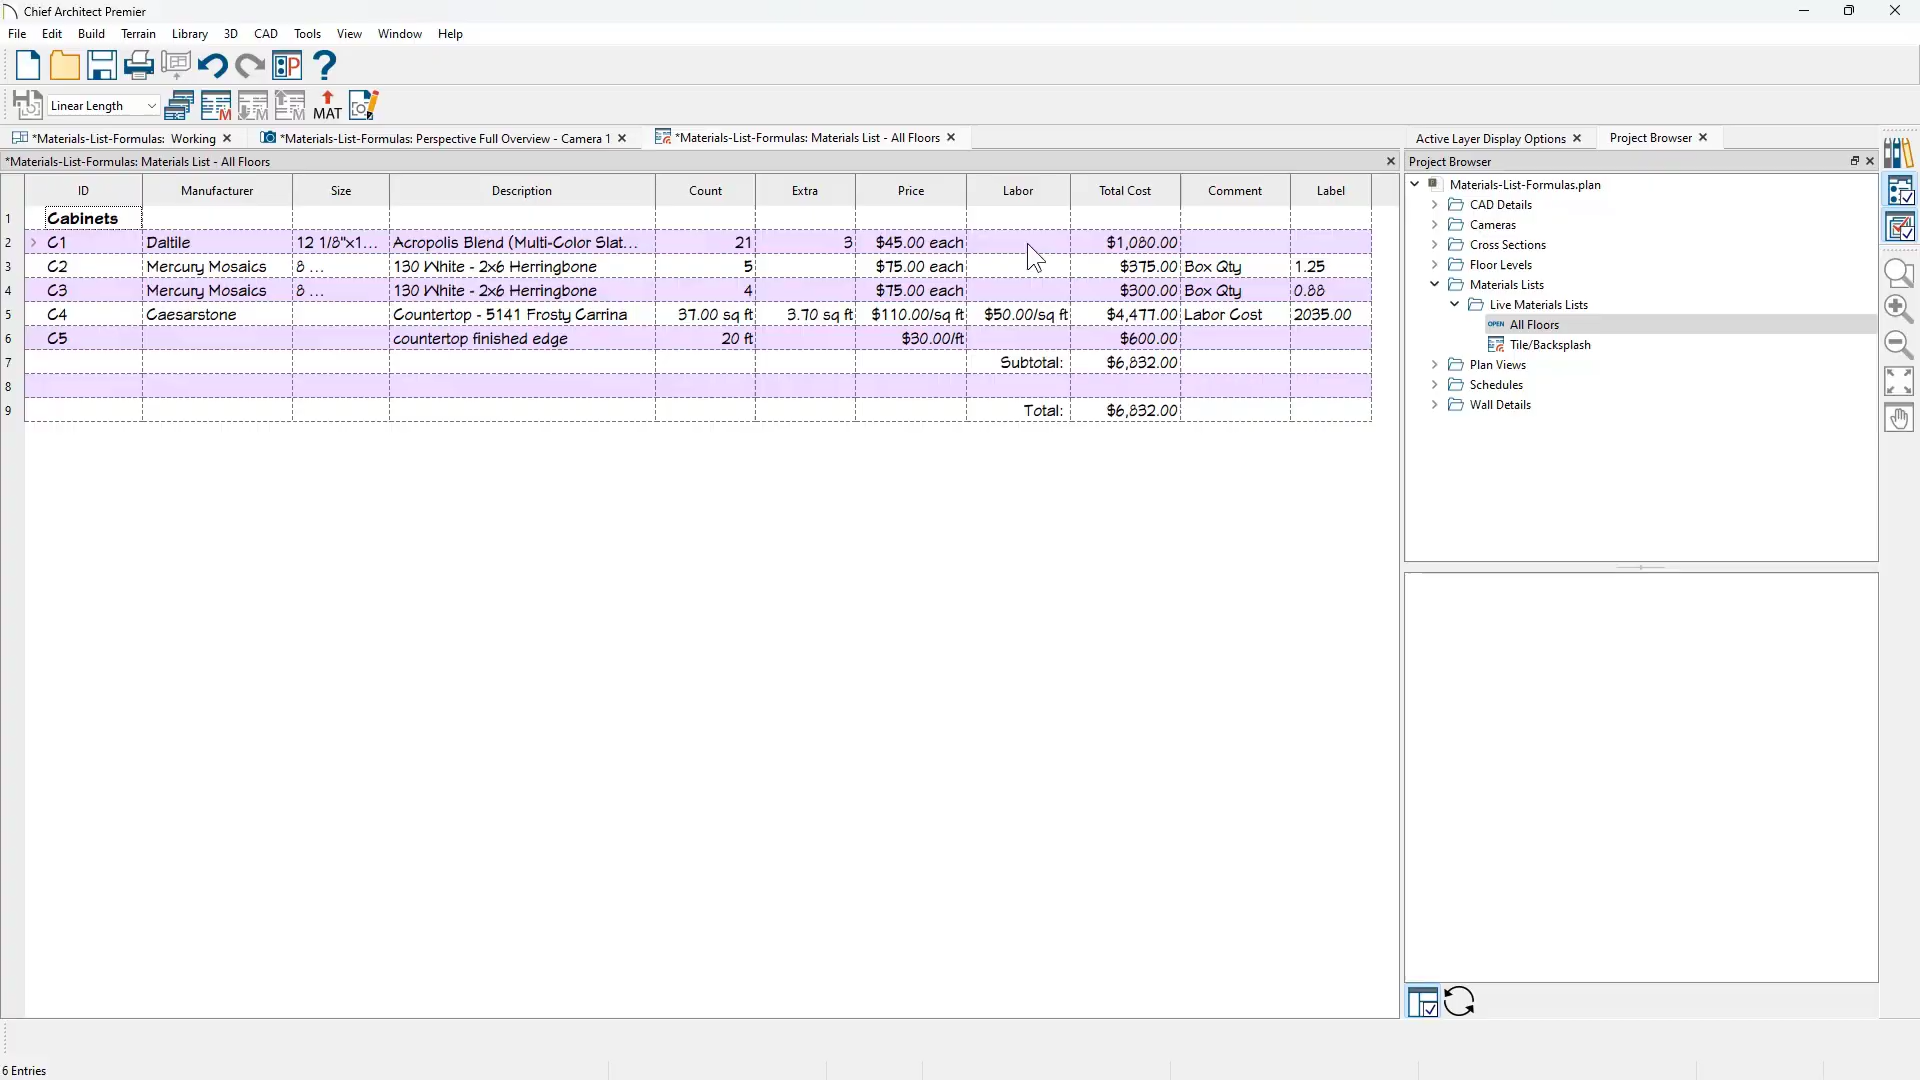 Chief Architect Premier
File Edit Build Terrain Library 3D CAD Tools View Window Help
Linear Length MAT
*Materials-List-Formulas: Working *Materials-List-Formulas: Perspective Full Overview - Camera 1 *Materials-List-Formulas: Materials List - All Floors
*Materials-List-Formulas: Materials List - All Floors
ID Manufacturer Size Description Count Extra Price Labor Total Cost Comment Label
1 Cabinets
2 C1 Daltile 12 1/8"x1... Acropolis Blend (Multi-Color Slat... 21 3 $45.00 each $1,080.00
3 C2 Mercury Mosaics 8 ... 130 White - 2x6 Herringbone 5 $75.00 each $375.00 Box Qty 1.25
4 C3 Mercury Mosaics 8 ... 130 White - 2x6 Herringbone 4 $75.00 each $300.00 Box Qty 0.88
5 C4 Caesarstone Countertop - 5141 Frosty Carrina 37.00 sq ft 3.70 sq ft $110.00/sq ft $50.00/sq ft $4,477.00 Labor Cost 2035.00
6 C5 countertop finished edge 20 ft $30.00/ft $600.00
7 Subtotal: $6,832.00
8
9 Total: $6,832.00
Active Layer Display Options Project Browser
Project Browser
Materials-List-Formulas.plan
CAD Details
Cameras
Cross Sections
Floor Levels
Materials Lists
Live Materials Lists
OPEN All Floors
Tile/Backsplash
Plan Views
Schedules
Wall Details
6 Entries